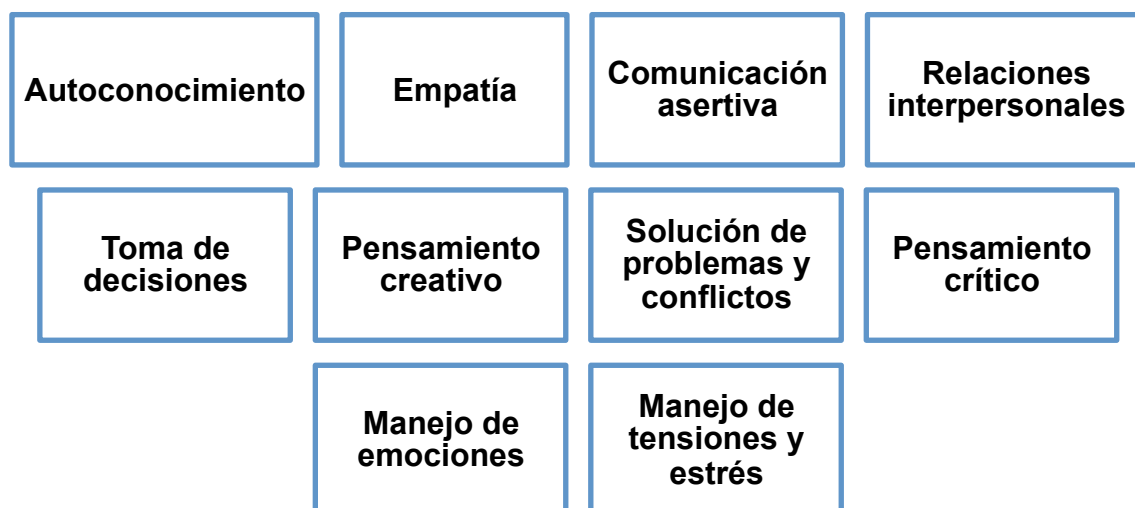 Autoconocimiento
Empatía
Comunicación
asertiva
Relaciones
interpersonales
Toma de
decisiones
Pensamiento
creativo
Solución de
problemas y
conflictos
Pensamiento
crítico
Manejo de
emociones
Manejo de
tensiones y
estrés